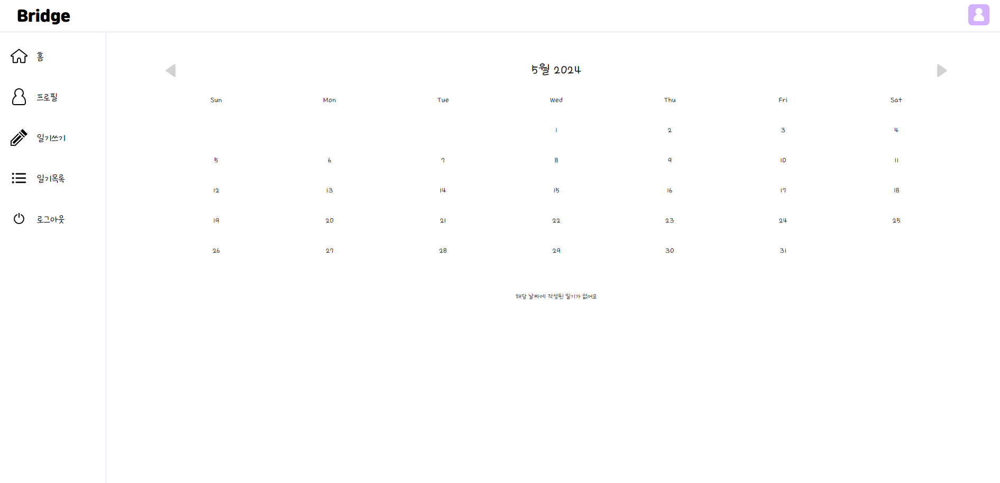 Bridge
홈
프로필
일기쓰기
일기목록
로그아웃
5월 2024
Sun Mon Tue Wed Thu Fri Sat
1 2 3 4
5 6 7 8 9 10 11
12 13 14 15 16 17 18
19 20 21 22 23 24 25
26 27 28 29 30 31
해당 날짜에 작성된 일기가 없어요